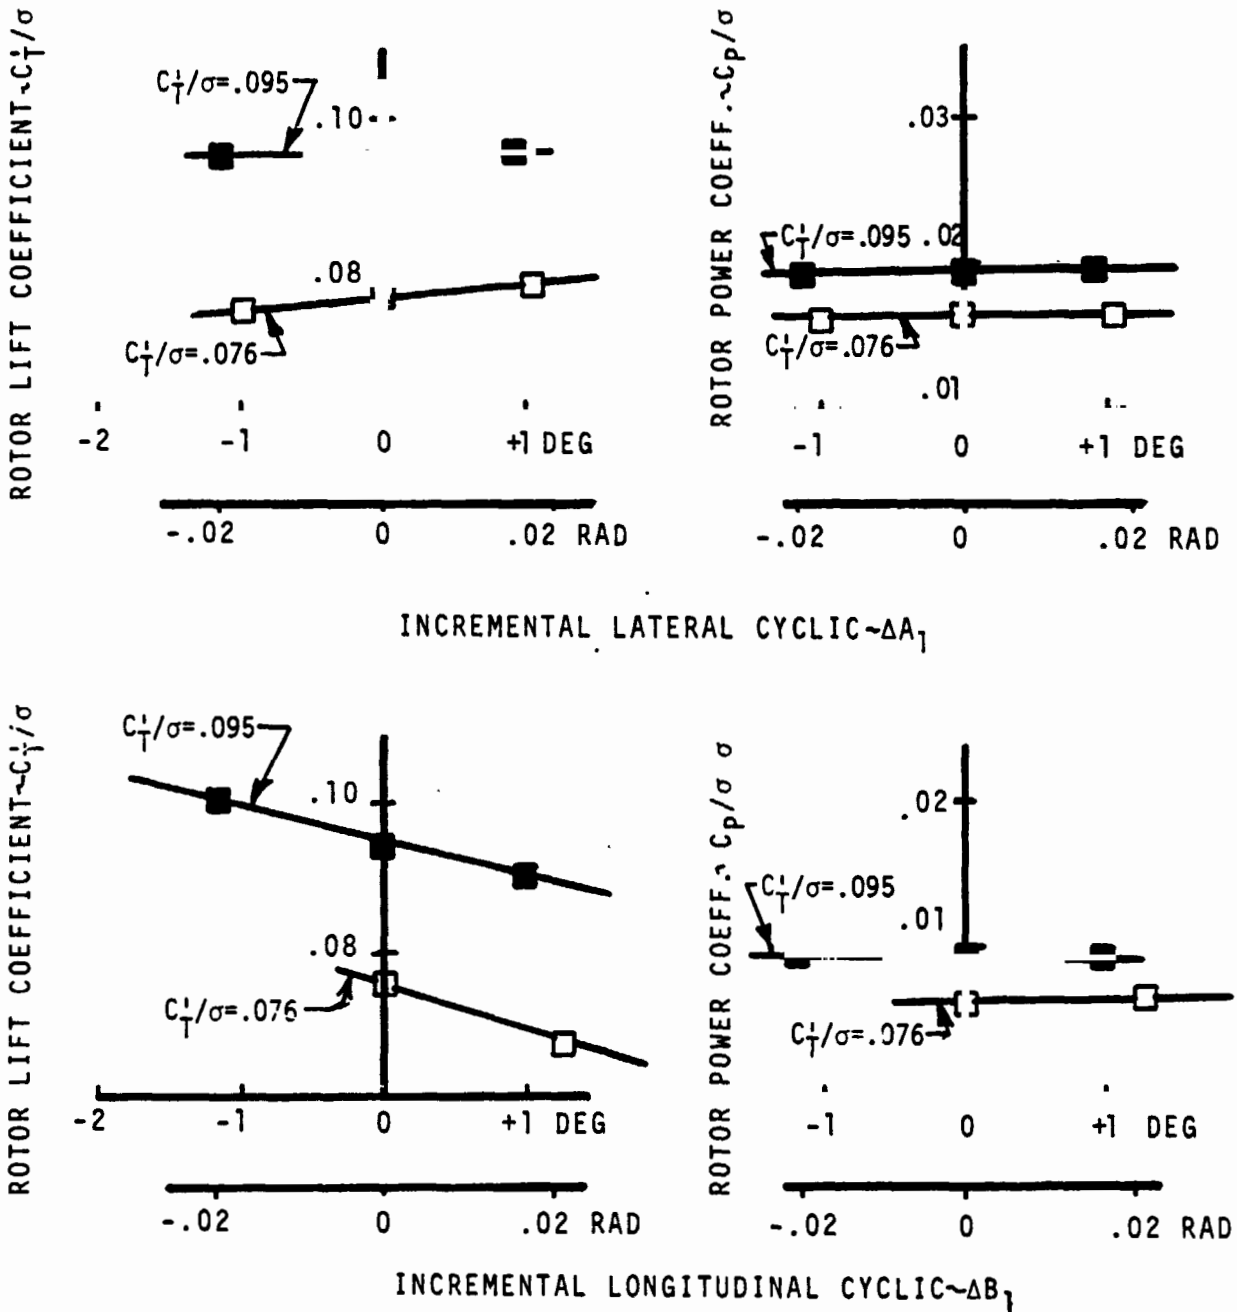 ROTOR LIFT COEFFICIENT~C'T/σ
C'T/σ=.095
.10
.08
C'T/σ=.076
-2 -1 0 +1 DEG
-.02 0 .02 RAD
ROTOR POWER COEFF.~Cp/σ
.03
C'T/σ=.095
.02
C'T/σ=.076
.01
-1 0 +1 DEG
-.02 0 .02 RAD
INCREMENTAL LATERAL CYCLIC~ΔA1
ROTOR LIFT COEFFICIENT~C'T/σ
C'T/σ=.095
.10
.08
C'T/σ=.076
-2 -1 0 +1 DEG
-.02 0 .02 RAD
ROTOR POWER COEFF.~Cp/σ σ
.02
C'T/σ=.095
.01
C'T/σ=.076
-1 0 +1 DEG
-.02 0 .02 RAD
INCREMENTAL LONGITUDINAL CYCLIC~ΔB1